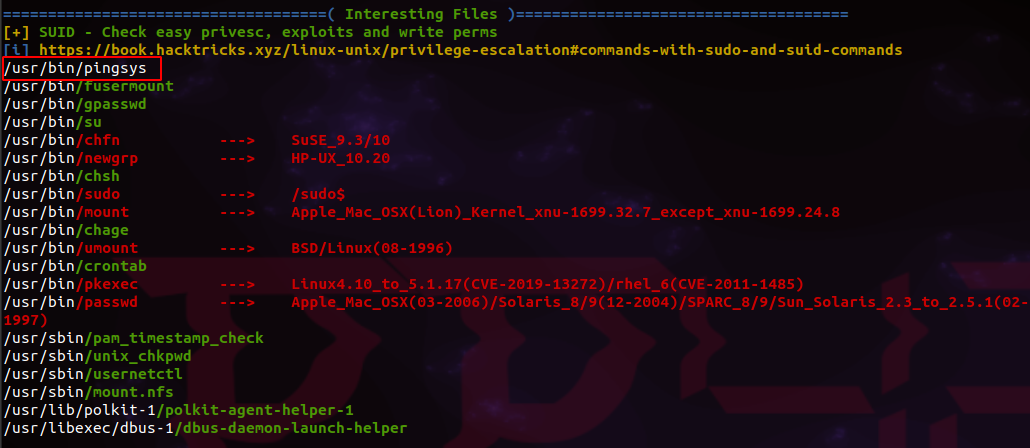 ====================================( Interesting Files )=====================================
[+] SUID - Check easy privesc, exploits and write perms
[i] https://book.hacktricks.xyz/linux-unix/privilege-escalation#commands-with-sudo-and-suid-commands
/usr/bin/pingsys
/usr/bin/fusermount
/usr/bin/gpasswd
/usr/bin/su
/usr/bin/chfn            --->    SuSE_9.3/10
/usr/bin/newgrp          --->    HP-UX_10.20
/usr/bin/chsh
/usr/bin/sudo            --->    /sudo$
/usr/bin/mount           --->    Apple_Mac_OSX(Lion)_Kernel_xnu-1699.32.7_except_xnu-1699.24.8
/usr/bin/chage
/usr/bin/umount          --->    BSD/Linux(08-1996)
/usr/bin/crontab
/usr/bin/pkexec          --->    Linux4.10_to_5.1.17(CVE-2019-13272)/rhel_6(CVE-2011-1485)
/usr/bin/passwd          --->    Apple_Mac_OSX(03-2006)/Solaris_8/9(12-2004)/SPARC_8/9/Sun_Solaris_2.3_to_2.5.1(02-
1997)
/usr/sbin/pam_timestamp_check
/usr/sbin/unix_chkpwd
/usr/sbin/usernetctl
/usr/sbin/mount.nfs
/usr/lib/polkit-1/polkit-agent-helper-1
/usr/libexec/dbus-1/dbus-daemon-launch-helper